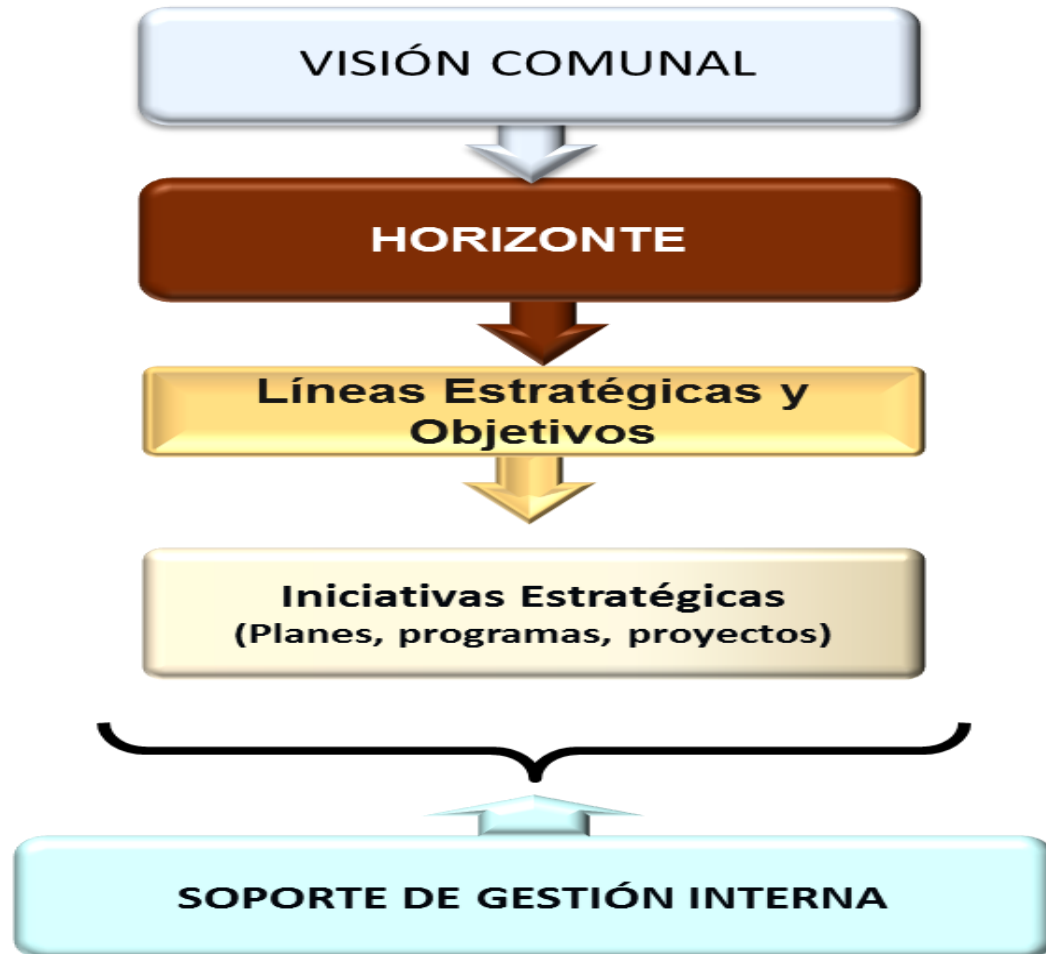 VISIÓN COMUNAL
HORIZONTE
Líneas Estratégicas y
Objetivos
Iniciativas Estratégicas
(Planes, programas, proyectos)
SOPORTE DE GESTIÓN INTERNA